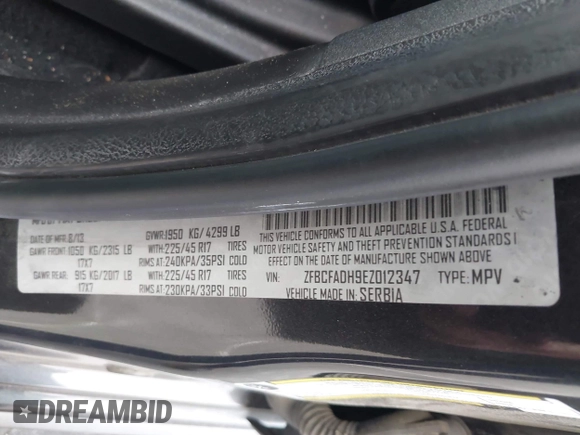 DATE OF MFR 8/13 GVWR:1950 KG/4299 LB
GAWR FRONT: 1050 KG/2315 LB WITH:225/45 R17 TIRES
17X7 RIMS AT:240KPA/35PSI COLD
GAWR REAR: 915 KG/2017 LB WITH:225/45 R17 TIRES
17X7 RIMS AT:230KPA/33PSI COLD
THIS VEHICLE CONFORMS TO ALL APPLICABLE U.S.A. FEDERAL
MOTOR VEHICLE SAFETY, BUMPER, AND THEFT PREVENTION STANDARDS I
EFFECT ON THE DATE OF MANUFACTURE SHOWN ABOVE.
VIN: ZFBCFADH9EZ012347 TYPE: MPV
VEHICLE MADE IN: SERBIA
DREAMBID